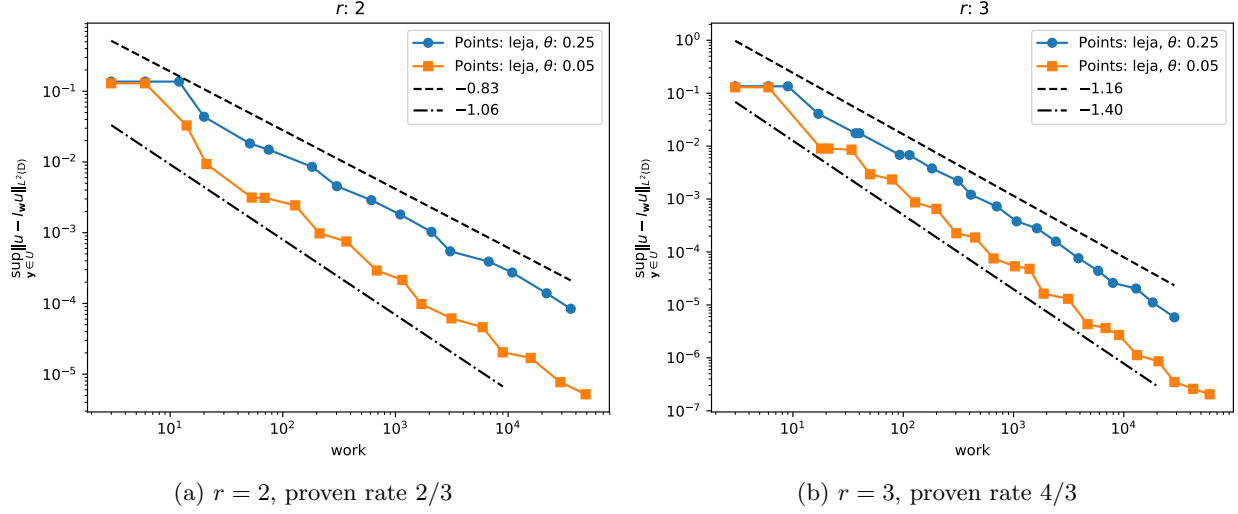 r: 2
Points: leja, θ: 0.25
Points: leja, θ: 0.05
−0.83
−1.06
10⁻¹
10⁻²
10⁻³
10⁻⁴
10⁻⁵
sup‖u − I_w u‖_{L²(D)}
y ∈ U
10¹
10²
10³
10⁴
work
(a) r = 2, proven rate 2/3
r: 3
Points: leja, θ: 0.25
Points: leja, θ: 0.05
−1.16
−1.40
10⁰
10⁻¹
10⁻²
10⁻³
10⁻⁴
10⁻⁵
10⁻⁶
10⁻⁷
sup‖u − I_w u‖_{L²(D)}
y ∈ U
10¹
10²
10³
10⁴
work
(b) r = 3, proven rate 4/3